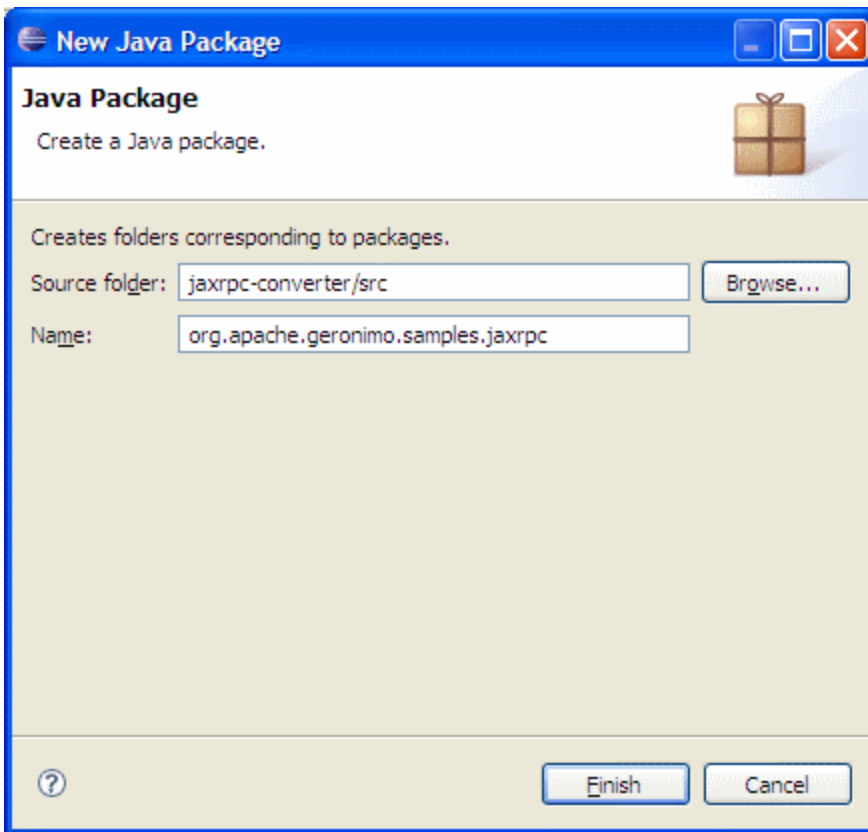 New Java Package
Java Package
Create a Java package.
Creates folders corresponding to packages.
Source folder: jaxrpc-converter/src Browse...
Name: org.apache.geronimo.samples.jaxrpc
? Finish Cancel